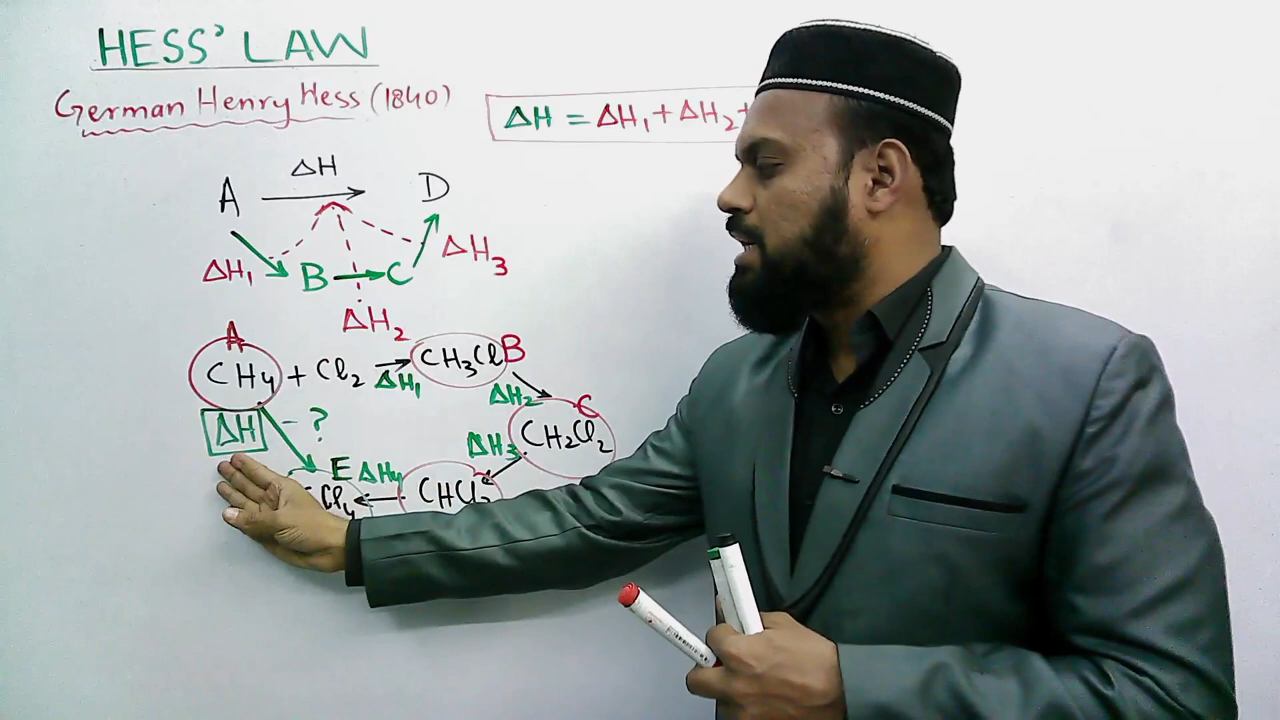 HESS' LAW
German Henry Hess (1840)
ΔH = ΔH₁ + ΔH₂ +
ΔH
A → D
ΔH₁ B → C ΔH₃
ΔH₂
A
CH4 + Cl₂ → CH₃Cl B
ΔH₁ ΔH₂ C
ΔH - ? ΔH₃ CH₂Cl₂
E ΔH4
Cl₄ ← CHCl₃